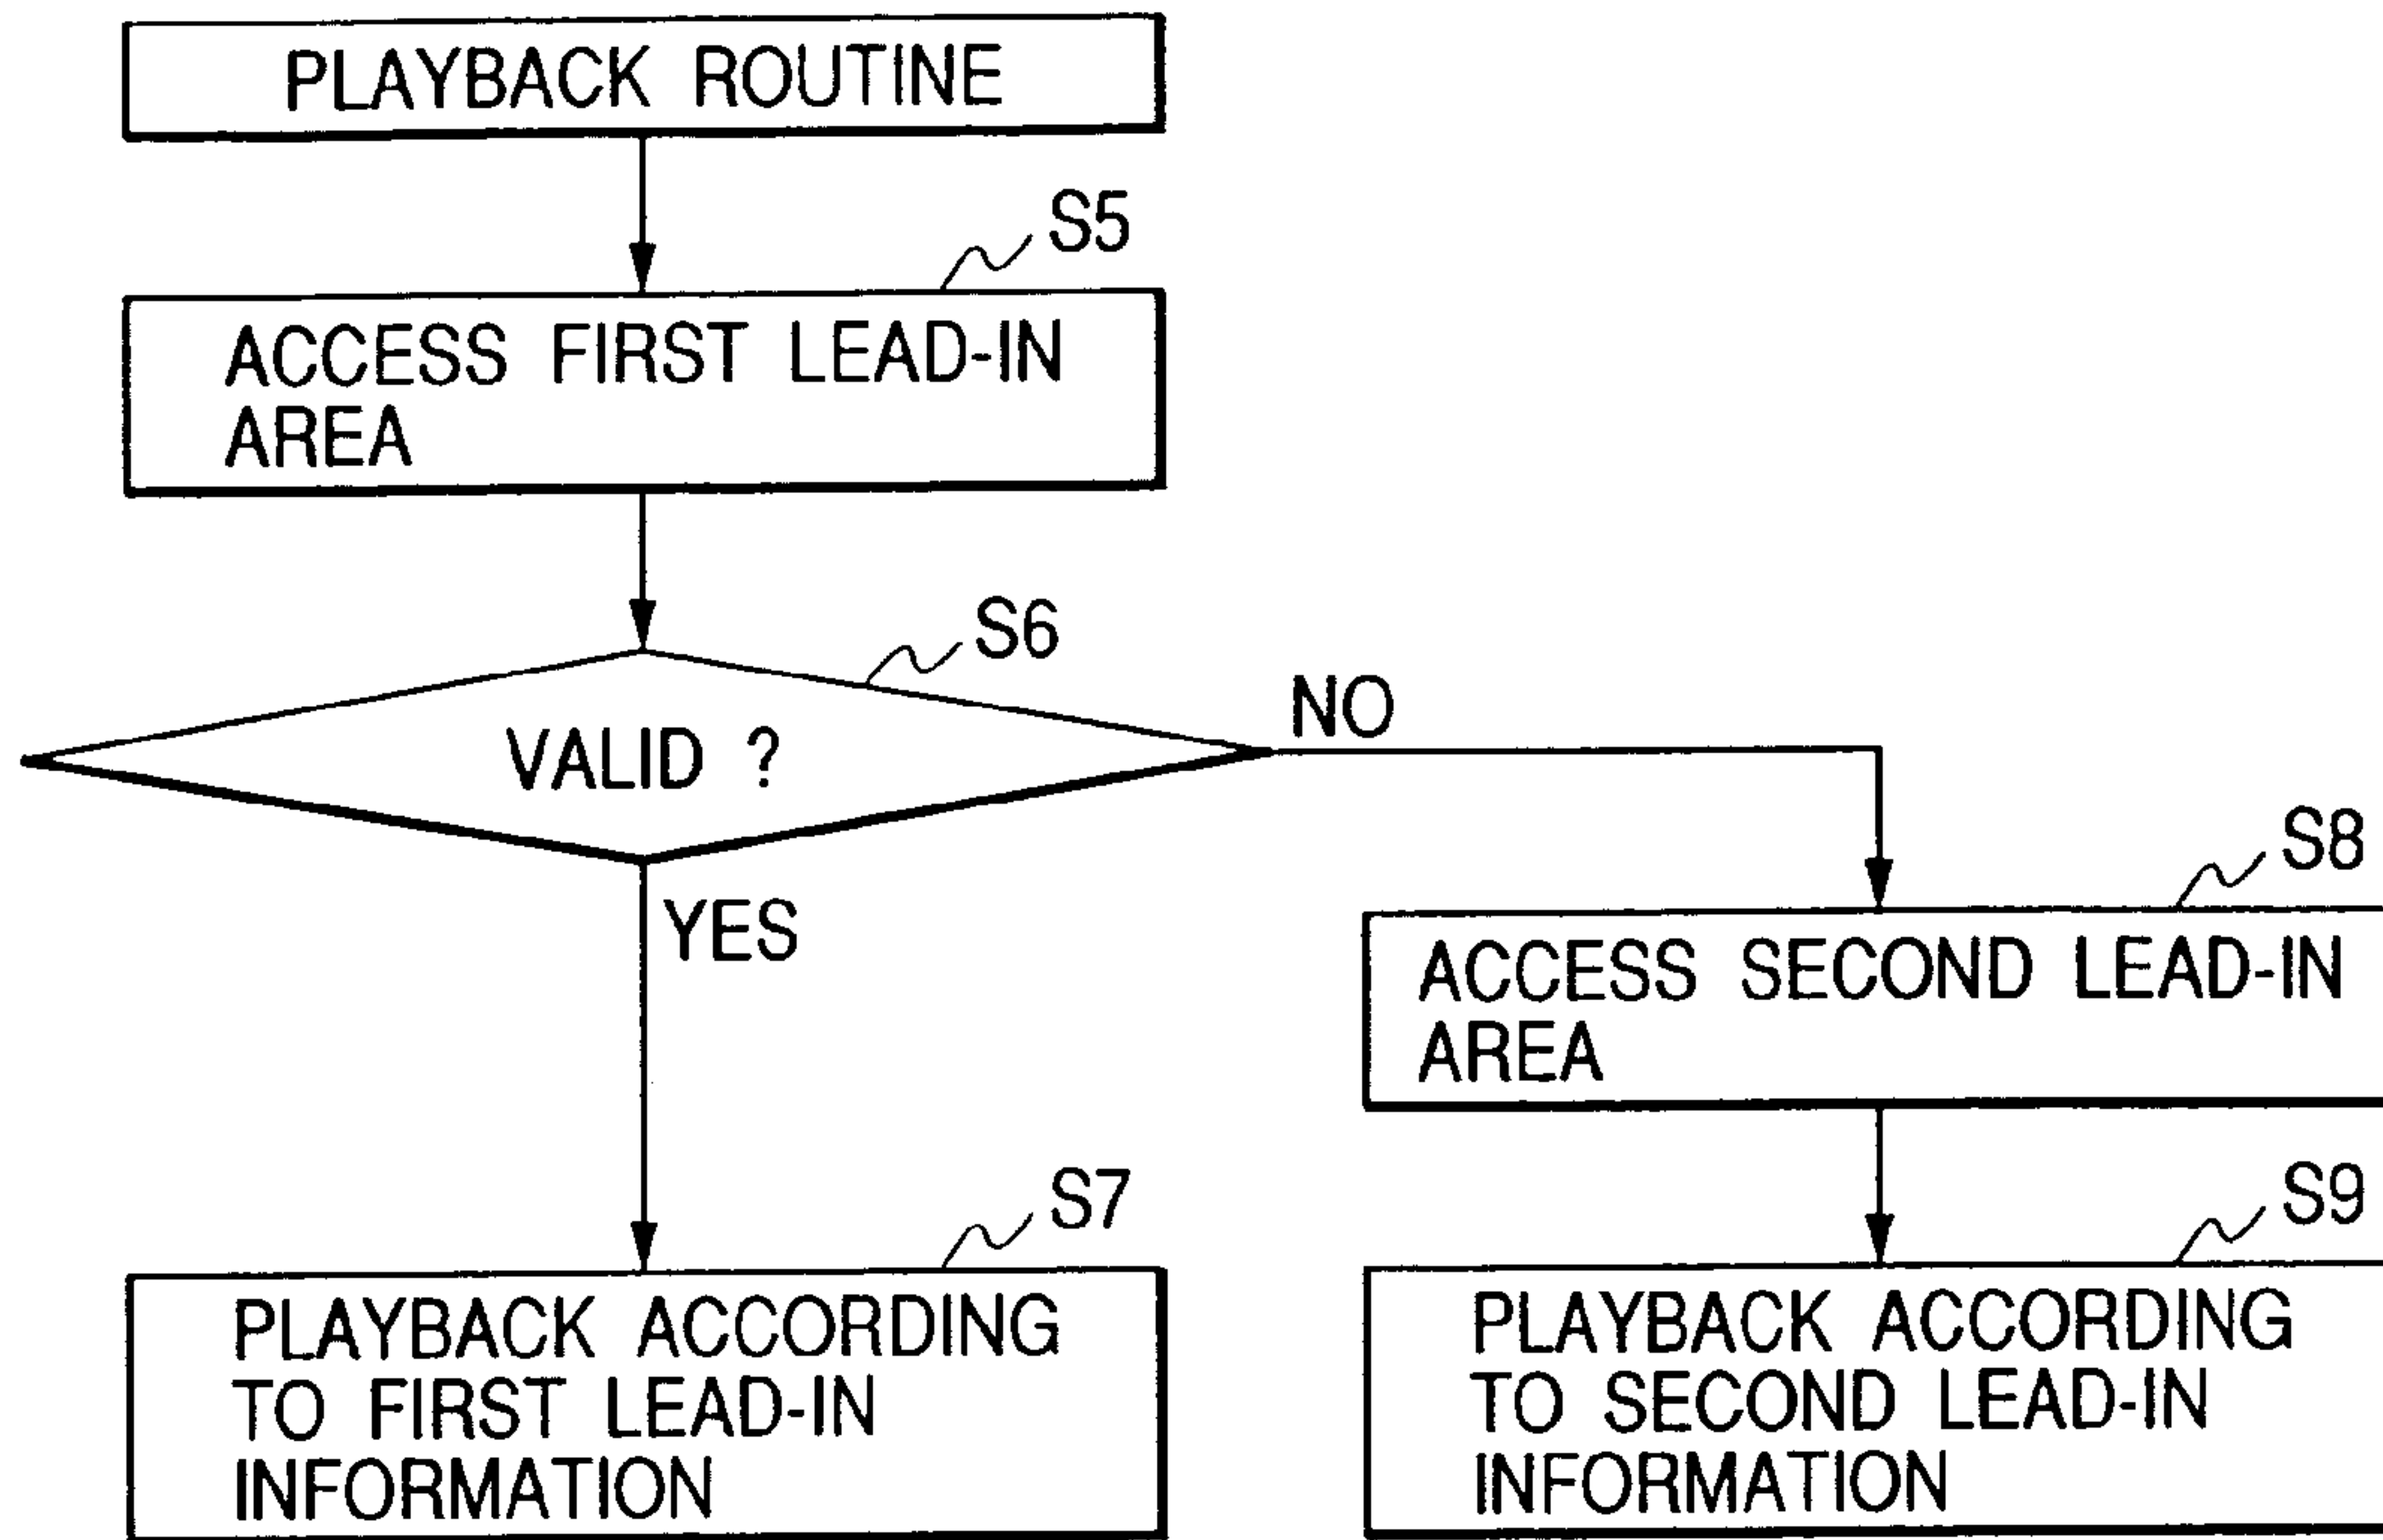 PLAYBACK ROUTINE
S5
ACCESS FIRST LEAD-IN
AREA
S6
VALID ?
NO
YES
S8
ACCESS SECOND LEAD-IN
AREA
S7
PLAYBACK ACCORDING
TO FIRST LEAD-IN
INFORMATION
S9
PLAYBACK ACCORDING
TO SECOND LEAD-IN
INFORMATION